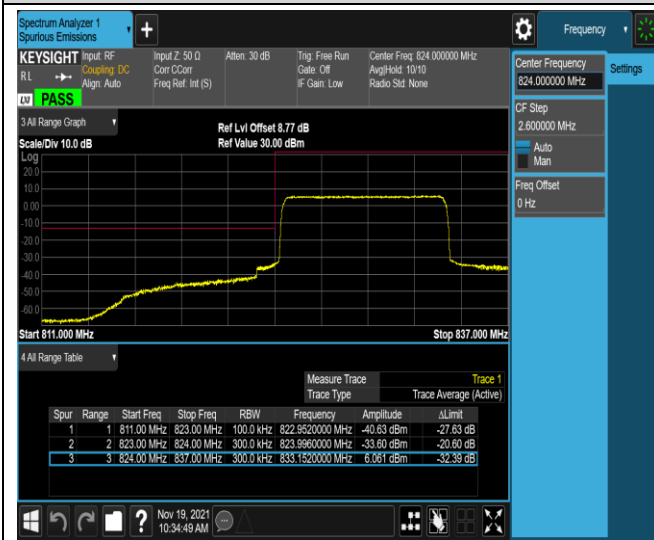 Spectrum Analyzer 1
Spurious Emissions
+
Frequency
KEYSIGHT
RL
LXI
PASS
Input: RF
Coupling: DC
Align: Auto
Input Z: 50 Ω
Corr CCorr
Freq Ref: Int (S)
Atten: 30 dB
Trig: Free Run
Gate: Off
IF Gain: Low
Center Freq: 824.000000 MHz
Avg|Hold: 10/10
Radio Std: None
Center Frequency
824.000000 MHz
Settings
CF Step
2.600000 MHz
Auto
Man
Freq Offset
0 Hz
3 All Range Graph
Scale/Div 10.0 dB
Ref Lvl Offset 8.77 dB
Ref Value 30.00 dBm
Log
20.0
10.0
0.00
-10.0
-20.0
-30.0
-40.0
-50.0
-60.0
Start 811.000 MHz
Stop 837.000 MHz
4 All Range Table
Measure Trace Trace 1
Trace Type Trace Average (Active)
Spur Range Start Freq Stop Freq RBW Frequency Amplitude ΔLimit
1 1 811.00 MHz 823.00 MHz 100.0 kHz 822.9520000 MHz -40.63 dBm -27.63 dB
2 2 823.00 MHz 824.00 MHz 300.0 kHz 823.9960000 MHz -33.60 dBm -20.60 dB
3 3 824.00 MHz 837.00 MHz 300.0 kHz 833.1520000 MHz 6.061 dBm -32.39 dB
?
Nov 19, 2021
10:34:49 AM